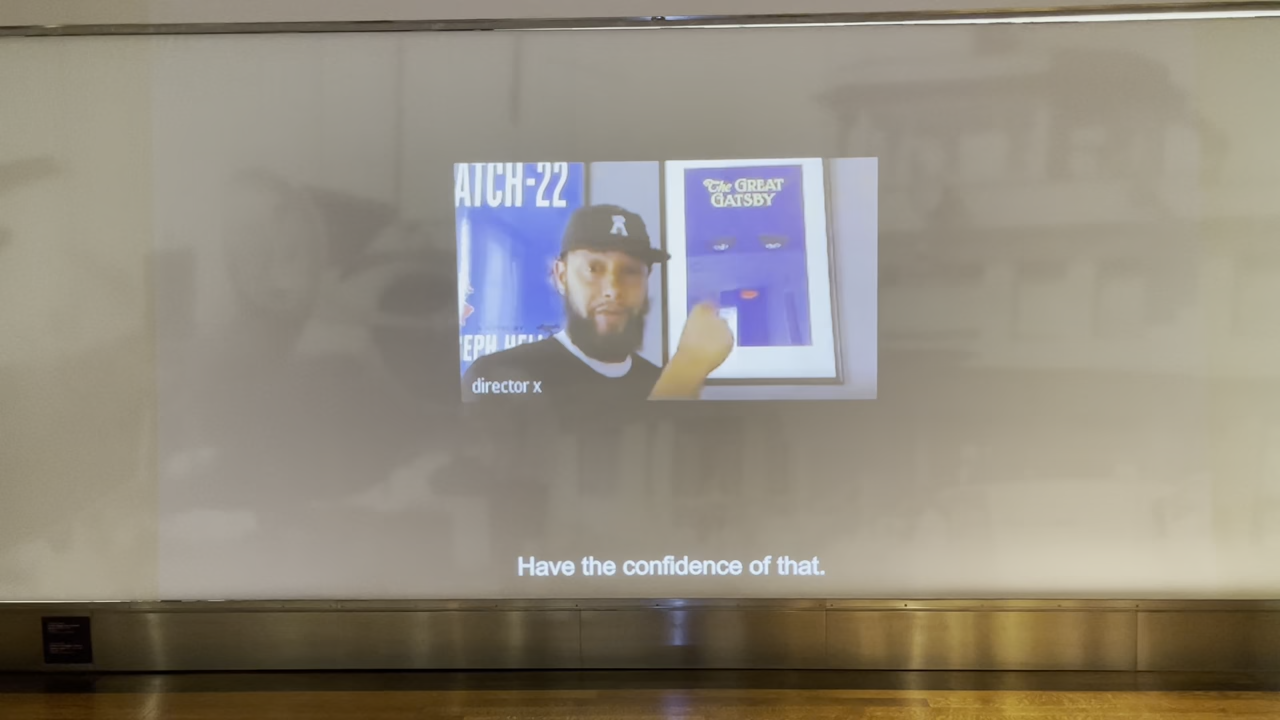 ATCH-22
The GREAT
GATSBY
R
EPH HELL
director x
Have the confidence of that.